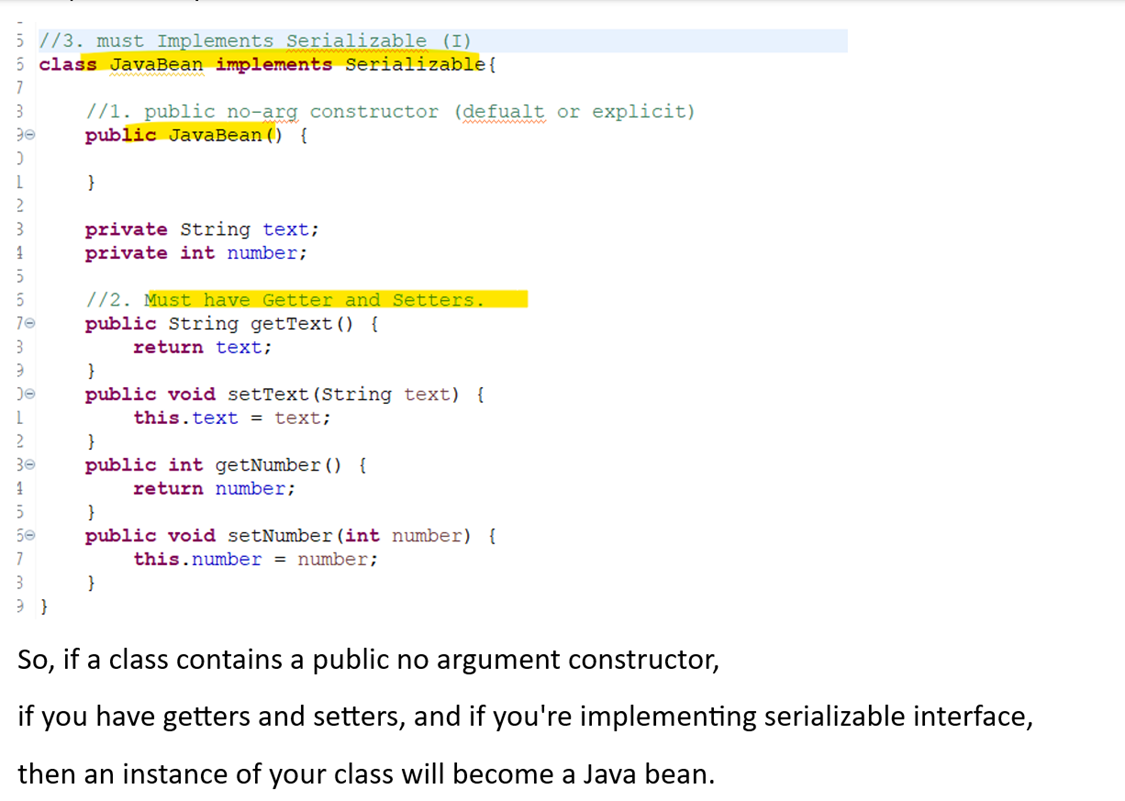 5 //3. must Implements Serializable (I)
6 class JavaBean implements Serializable{
7
8 //1. public no-arg constructor (defualt or explicit)
9 public JavaBean() {
0
1 }
2
3 private String text;
4 private int number;
5
6 //2. Must have Getter and Setters.
7 public String getText() {
8 return text;
9 }
0 public void setText(String text) {
1 this.text = text;
2 }
3 public int getNumber() {
4 return number;
5 }
6 public void setNumber(int number) {
7 this.number = number;
8 }
9 }
So, if a class contains a public no argument constructor,
if you have getters and setters, and if you're implementing serializable interface,
then an instance of your class will become a Java bean.